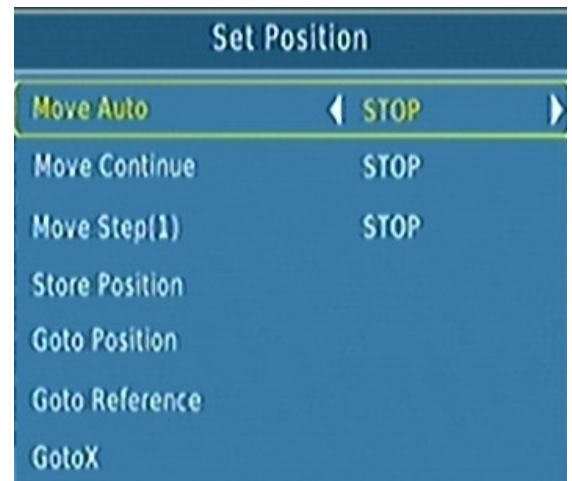 Set Position
Move Auto STOP
Move Continue STOP
Move Step(1) STOP
Store Position
Goto Position
Goto Reference
GotoX